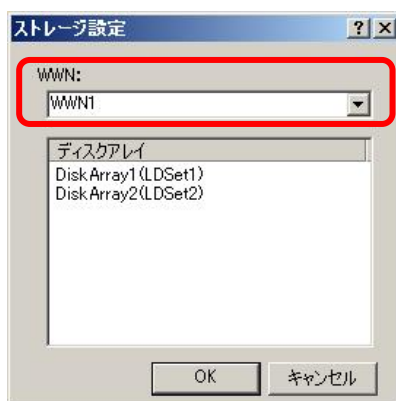 ストレージ設定
WWN:
WWN1
ディスクアレイ
DiskArray1(LDSet1)
DiskArray2(LDSet2)
OK キャンセル